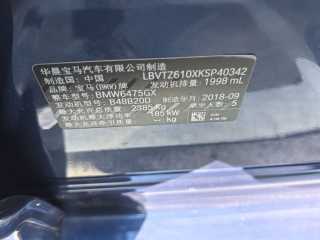 华晨宝马汽车有限公司
制造国：中国 LBVTZ610XKSP40342
品牌：宝马(BMW)牌 发动机排量：1998 mL
整车型号：BMW6475GX
发动机型号：B48B20D 制造年月：2018-09
最大允许总质量：2385 kg 乘坐人数：5
发动机最大净功率：185 kW
— kg